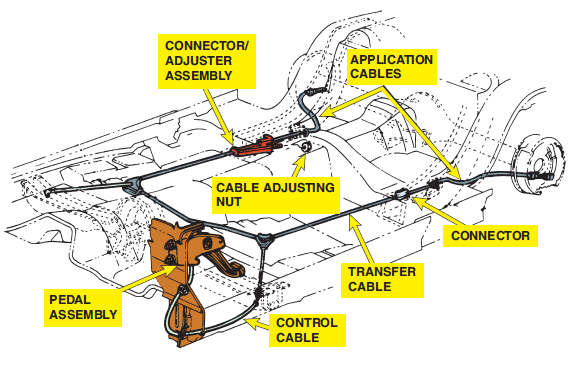 CONNECTOR/
ADJUSTER
ASSEMBLY
APPLICATION
CABLES
CABLE ADJUSTING
NUT
CONNECTOR
TRANSFER
CABLE
PEDAL
ASSEMBLY
CONTROL
CABLE